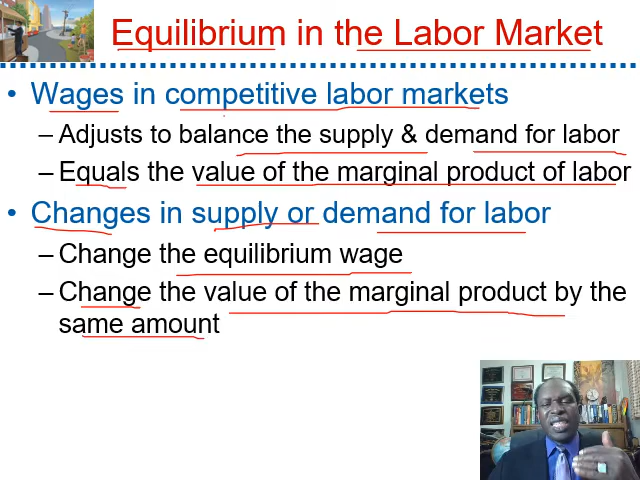 Equilibrium in the Labor Market
• Wages in competitive labor markets
– Adjusts to balance the supply & demand for labor
– Equals the value of the marginal product of labor
• Changes in supply or demand for labor
– Change the equilibrium wage
– Change the value of the marginal product by the
same amount